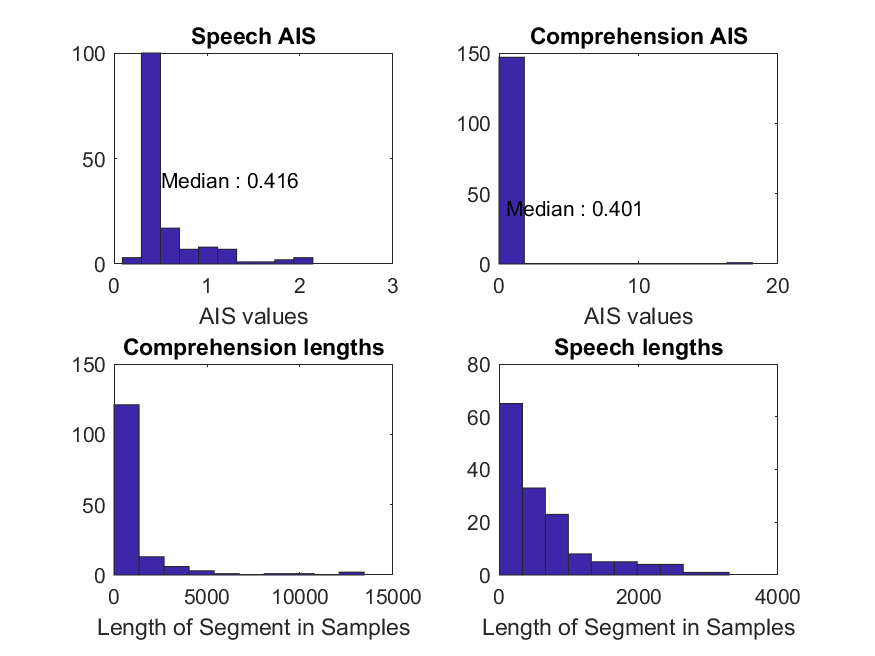 Speech AIS
100
50
0
Median : 0.416
0 1 2 3
AIS values
Comprehension AIS
150
100
50
0
Median : 0.401
0 10 20
AIS values
Comprehension lengths
150
100
50
0
0 5000 10000 15000
Length of Segment in Samples
Speech lengths
80
60
40
20
0
0 2000 4000
Length of Segment in Samples